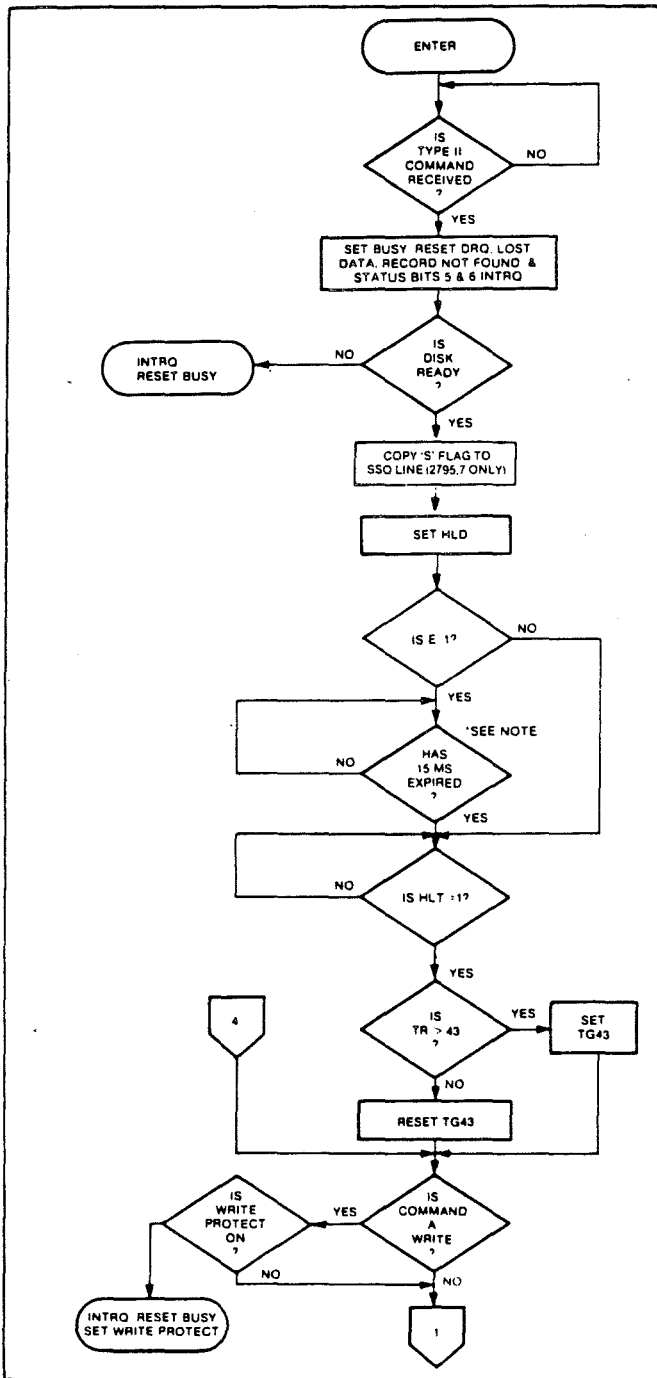 ENTER
IS
TYPE II
COMMAND
RECEIVED
?
NO
YES
SET BUSY RESET DRQ, LOST
DATA, RECORD NOT FOUND &
STATUS BITS 5 & 6 INTRQ
IS
DISK
READY
?
NO
INTRQ
RESET BUSY
YES
COPY 'S' FLAG TO
SSO LINE (2795,7 ONLY)
SET HLD
IS E 1?
NO
YES
*SEE NOTE
HAS
15 MS
EXPIRED
?
NO
YES
IS HLT =1?
NO
YES
4
IS
TR > 43
?
YES
SET
TG43
NO
RESET TG43
IS
COMMAND
A
WRITE
?
YES
IS
WRITE
PROTECT
ON
?
NO
NO
INTRQ RESET BUSY
SET WRITE PROTECT
1